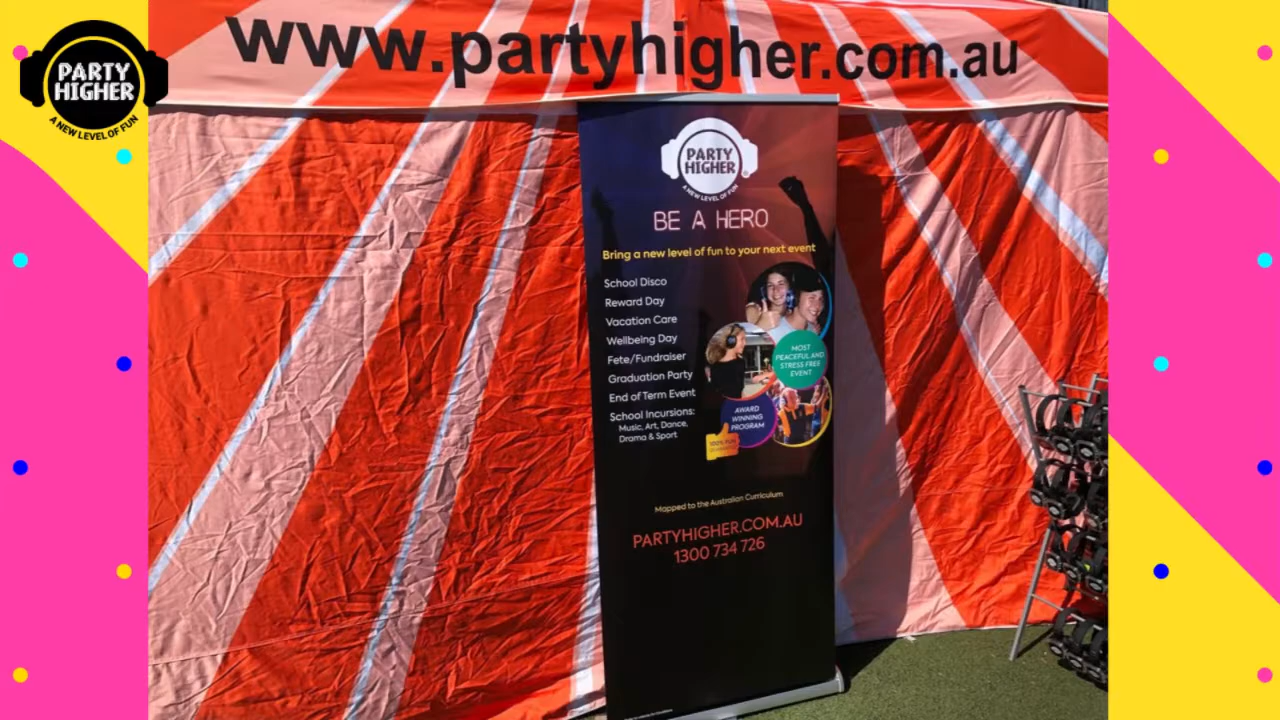 www.partyhigher.com.au
PARTY
HIGHER
A NEW LEVEL OF FUN
PARTY
HIGHER
A NEW LEVEL OF FUN
BE A HERO
Bring a new level of fun to your next event
School Disco
Reward Day
Vacation Care
Wellbeing Day
Fete/Fundraiser
Graduation Party
End of Term Event
School Incursions:
Music, Art, Dance,
Drama & Sport
MOST
PEACEFUL AND
STRESS FREE
EVENT
AWARD
WINNING
PROGRAM
100% FUN
Mapped to the Australian Curriculum
PARTYHIGHER.COM.AU
1300 734 726